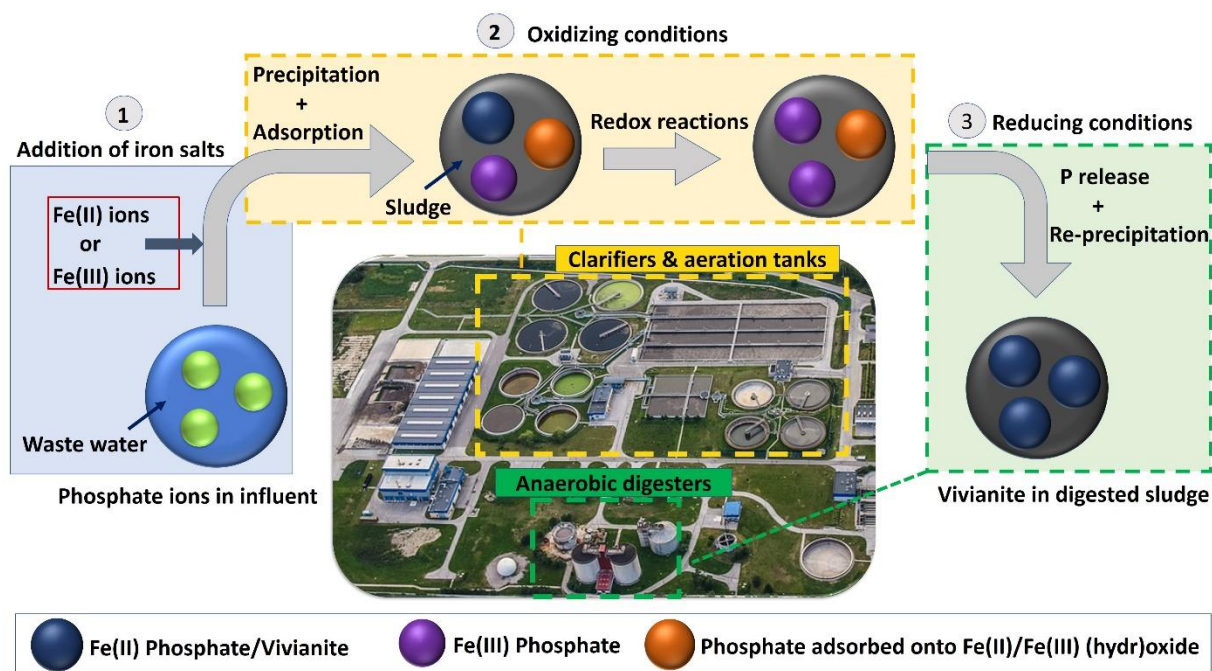 1
Addition of iron salts
Fe(II) ions
or
Fe(III) ions
Waste water
Phosphate ions in influent
2 Oxidizing conditions
Precipitation
+
Adsorption
Sludge
Redox reactions
3 Reducing conditions
P release
+
Re-precipitation
Vivianite in digested sludge
Clarifiers & aeration tanks
Anaerobic digesters
Fe(II) Phosphate/Vivianite
Fe(III) Phosphate
Phosphate adsorbed onto Fe(II)/Fe(III) (hydr)oxide